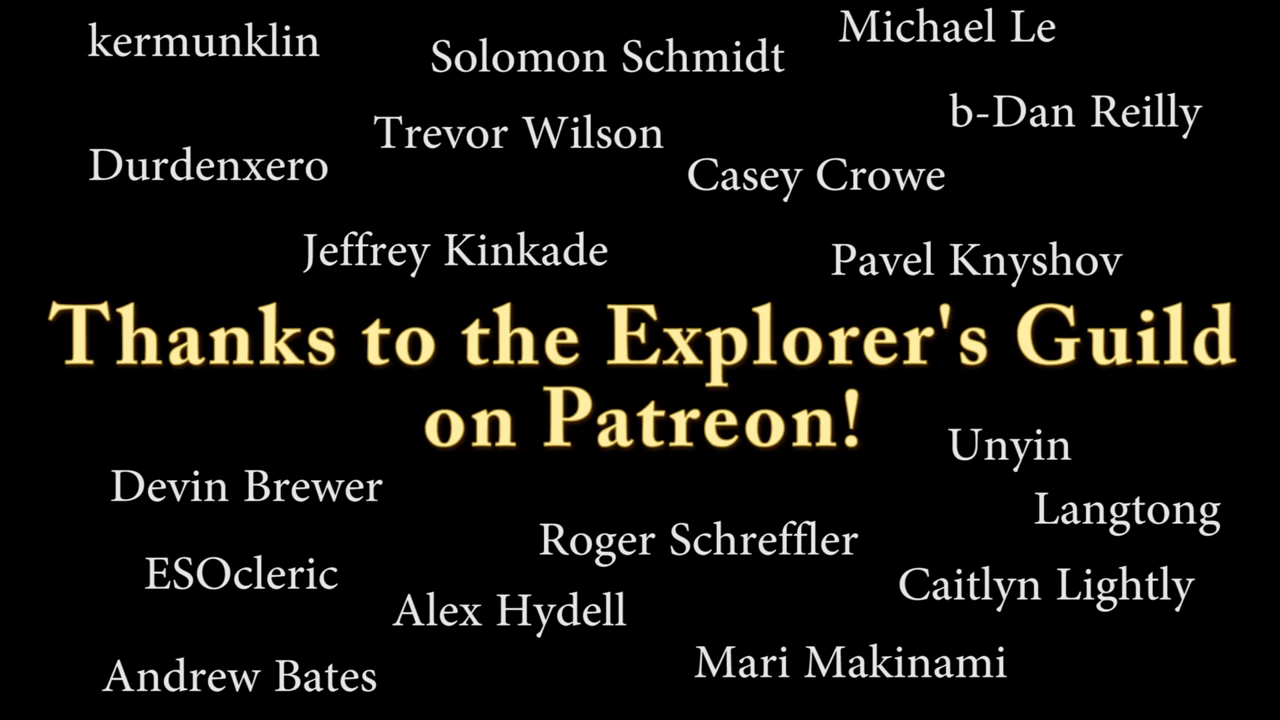 kermunklin
Solomon Schmidt
Michael Le
Trevor Wilson
b-Dan Reilly
Durdenxero
Casey Crowe
Jeffrey Kinkade
Pavel Knyshov
Thanks to the Explorer's Guild
on Patreon!
Unyin
Devin Brewer
Langtong
Roger Schreffler
ESOcleric
Caitlyn Lightly
Alex Hydell
Mari Makinami
Andrew Bates